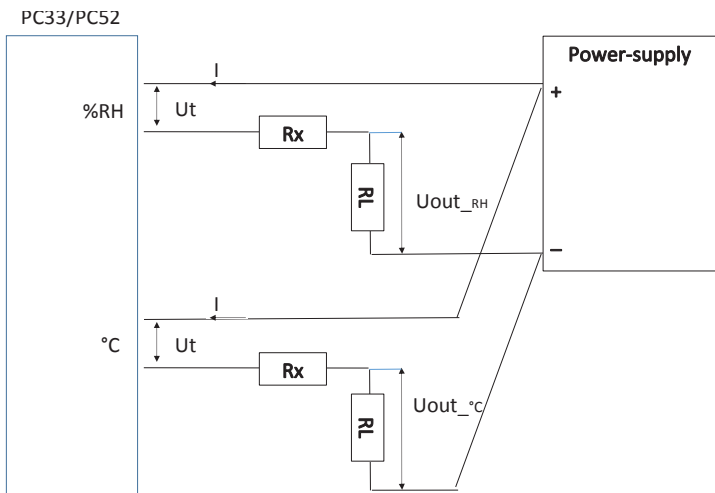 PC33/PC52
I
Power-supply
+
%RH
Ut
Rx
RL
Uout_RH
−
I
°C
Ut
Rx
RL
Uout_°C